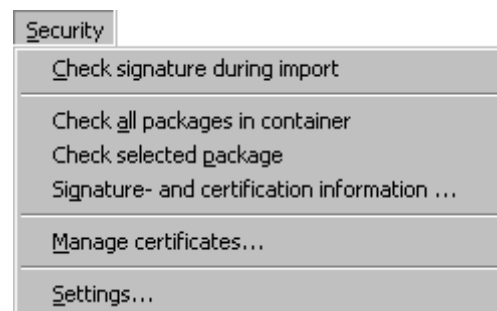 Security
Check signature during import
Check all packages in container
Check selected package
Signature- and certification information ...
Manage certificates...
Settings...